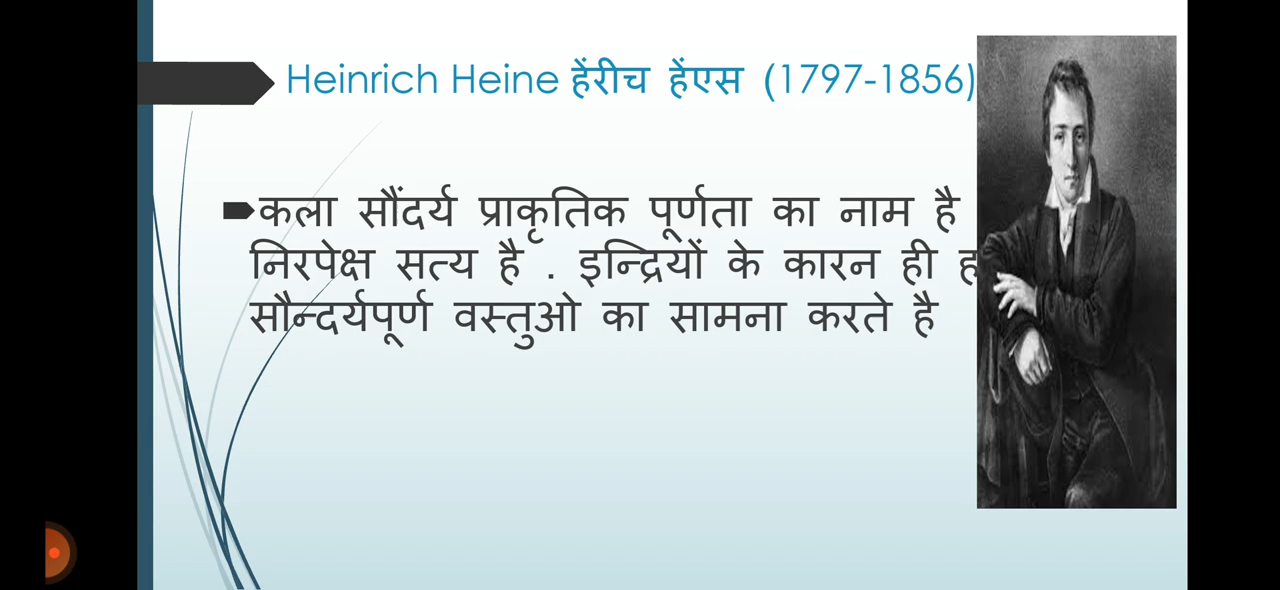 Heinrich Heine हेंरीच हेंएस (1797-1856)
कला सौंदर्य प्राकृतिक पूर्णता का नाम है
निरपेक्ष सत्य है . इन्द्रियों के कारन ही
सौन्दर्यपूर्ण वस्तुओ का सामना करते है